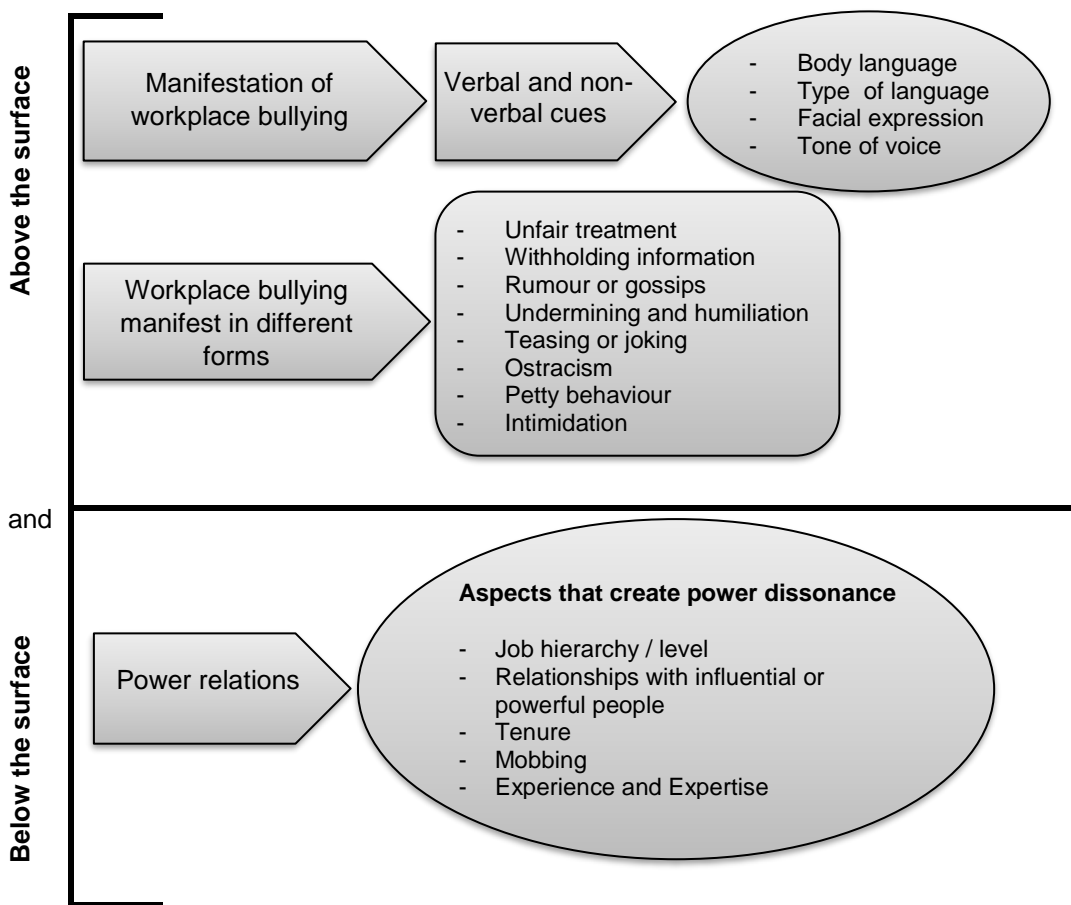 Above the surface
Manifestation of
workplace bullying
Verbal and non-
verbal cues
- Body language
- Type of language
- Facial expression
- Tone of voice
Workplace bullying
manifest in different
forms
- Unfair treatment
- Withholding information
- Rumour or gossips
- Undermining and humiliation
- Teasing or joking
- Ostracism
- Petty behaviour
- Intimidation
and
Below the surface
Power relations
Aspects that create power dissonance
- Job hierarchy / level
- Relationships with influential or
powerful people
- Tenure
- Mobbing
- Experience and Expertise